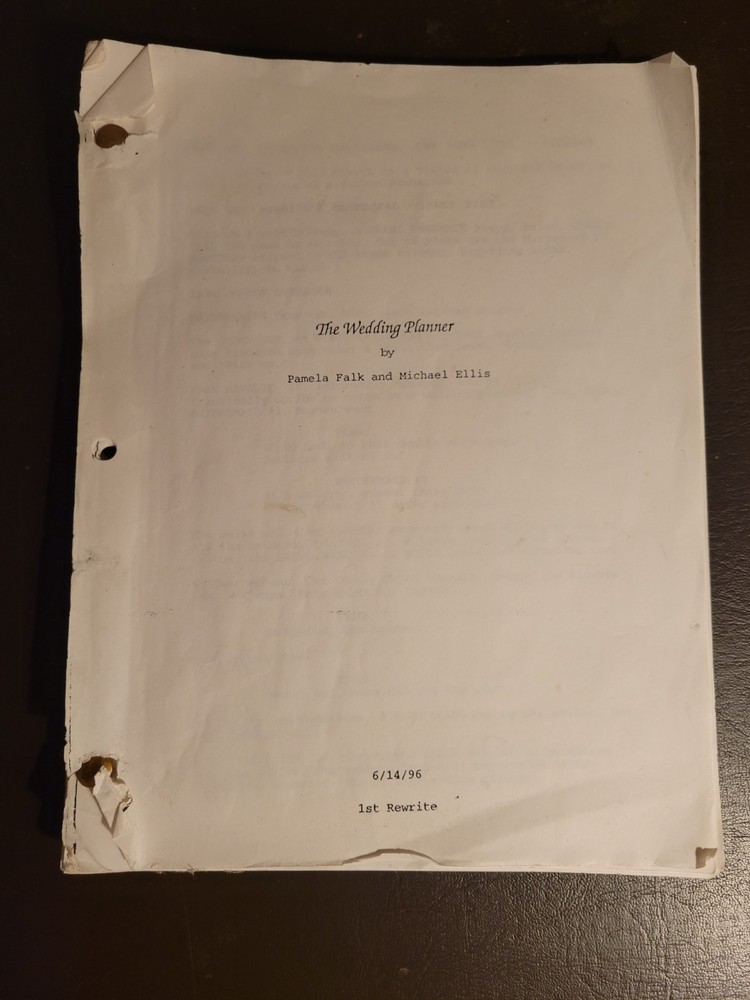 The Wedding Planner
by
Pamela Falk and Michael Ellis
6/14/96
1st Rewrite